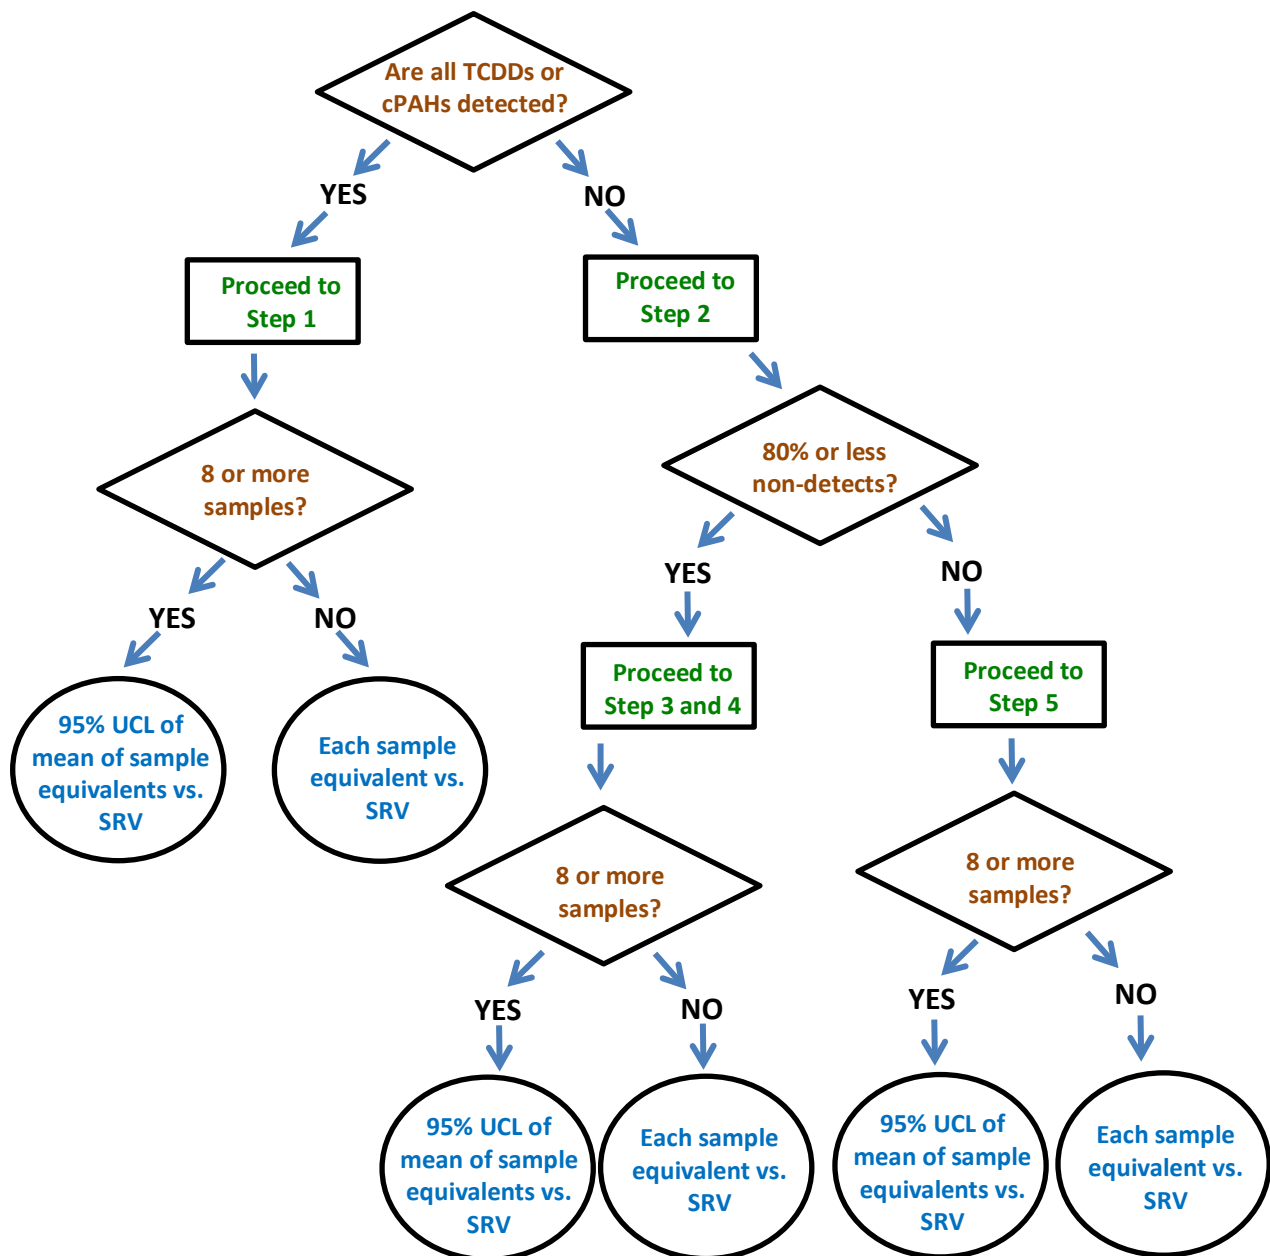 Are all TCDDs or
cPAHs detected?
YES
NO
Proceed to
Step 1
Proceed to
Step 2
8 or more
samples?
80% or less
non-detects?
YES
NO
YES
NO
95% UCL of
mean of sample
equivalents vs.
SRV
Each sample
equivalent vs.
SRV
Proceed to
Step 3 and 4
Proceed to
Step 5
8 or more
samples?
8 or more
samples?
YES
NO
YES
NO
95% UCL of
mean of sample
equivalents vs.
SRV
Each sample
equivalent vs.
SRV
95% UCL of
mean of sample
equivalents vs.
SRV
Each sample
equivalent vs.
SRV